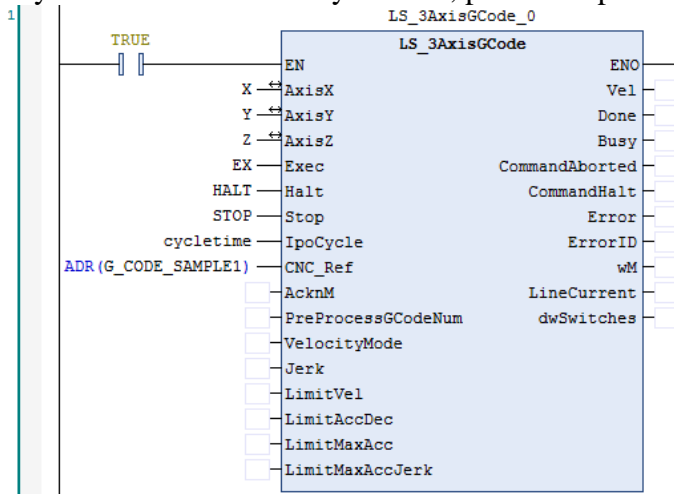 1
LS_3AxisGCode_0
TRUE
LS_3AxisGCode
EN ENO
X AxisX Vel
Y AxisY Done
Z AxisZ Busy
EX Exec CommandAborted
HALT Halt CommandHalt
STOP Stop Error
cycletime IpoCycle ErrorID
ADR(G_CODE_SAMPLE1) CNC_Ref wM
AcknM LineCurrent
PreProcessGCodeNum dwSwitches
VelocityMode
Jerk
LimitVel
LimitAccDec
LimitMaxAcc
LimitMaxAccJerk